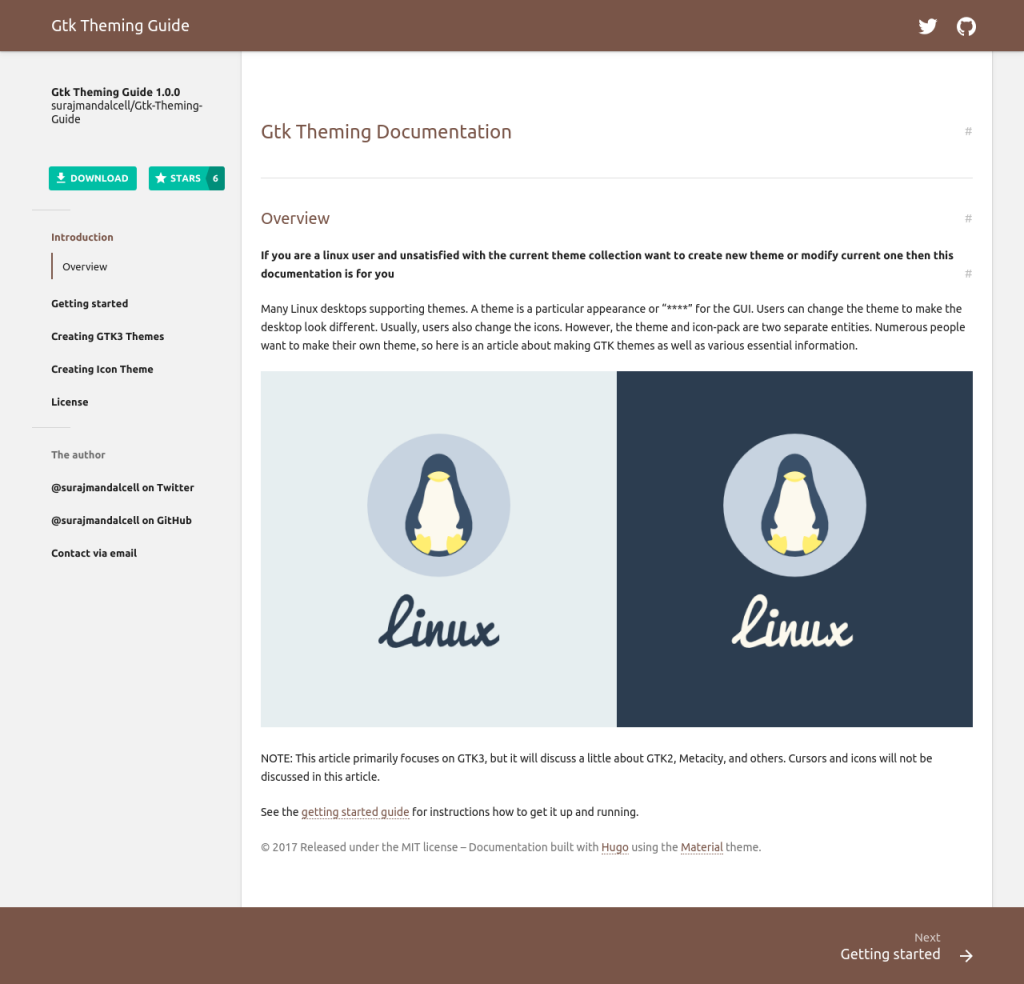 Gtk Theming Guide
Gtk Theming Guide 1.0.0
surajmandalcell/Gtk-Theming-
Guide
DOWNLOAD
STARS 6
Introduction
Overview
Getting started
Creating GTK3 Themes
Creating Icon Theme
License
The author
@surajmandalcell on Twitter
@surajmandalcell on GitHub
Contact via email
Gtk Theming Documentation #
Overview #
If you are a linux user and unsatisfied with the current theme collection want to create new theme or modify current one then this
documentation is for you #
Many Linux desktops supporting themes. A theme is a particular appearance or “****” for the GUI. Users can change the theme to make the
desktop look different. Usually, users also change the icons. However, the theme and icon-pack are two separate entities. Numerous people
want to make their own theme, so here is an article about making GTK themes as well as various essential information.
Linux
Linux
NOTE: This article primarily focuses on GTK3, but it will discuss a little about GTK2, Metacity, and others. Cursors and icons will not be
discussed in this article.
See the getting started guide for instructions how to get it up and running.
© 2017 Released under the MIT license – Documentation built with Hugo using the Material theme.
Next
Getting started